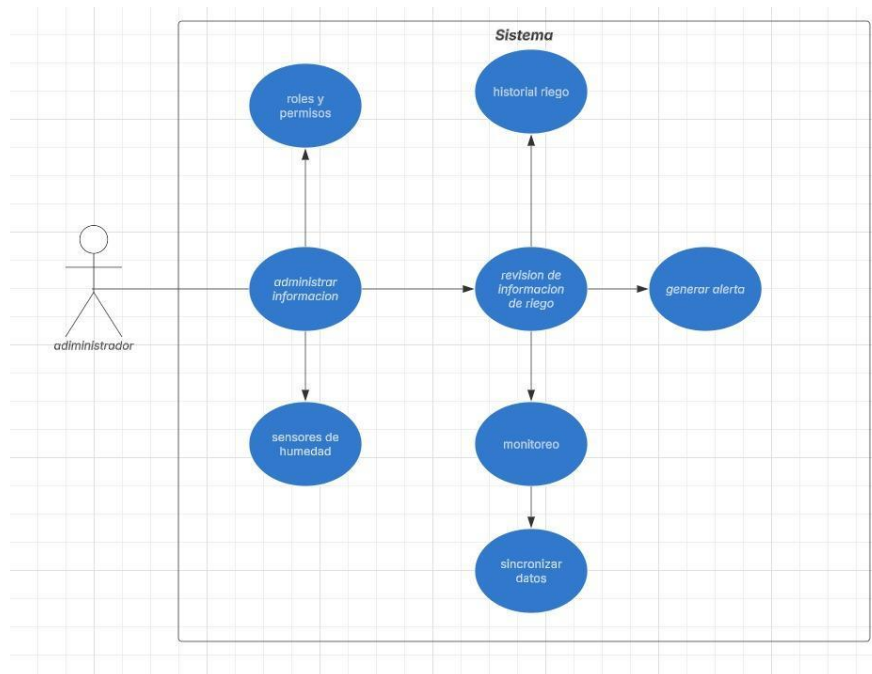 Sistema
roles y
permisos
historial riego
administrar
informacion
revision de
informacion
de riego
generar alerta
adiministrador
sensores de
humedad
monitoreo
sincronizar
datos